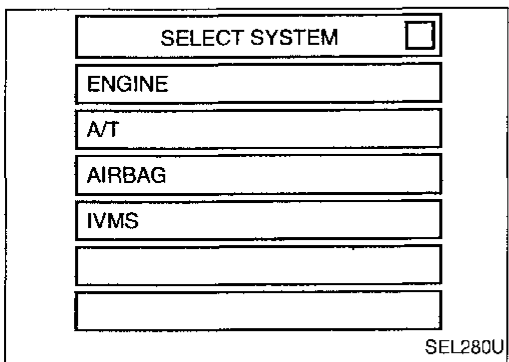 SELECT SYSTEM
ENGINE
A/T
AIRBAG
IVMS
SEL280U